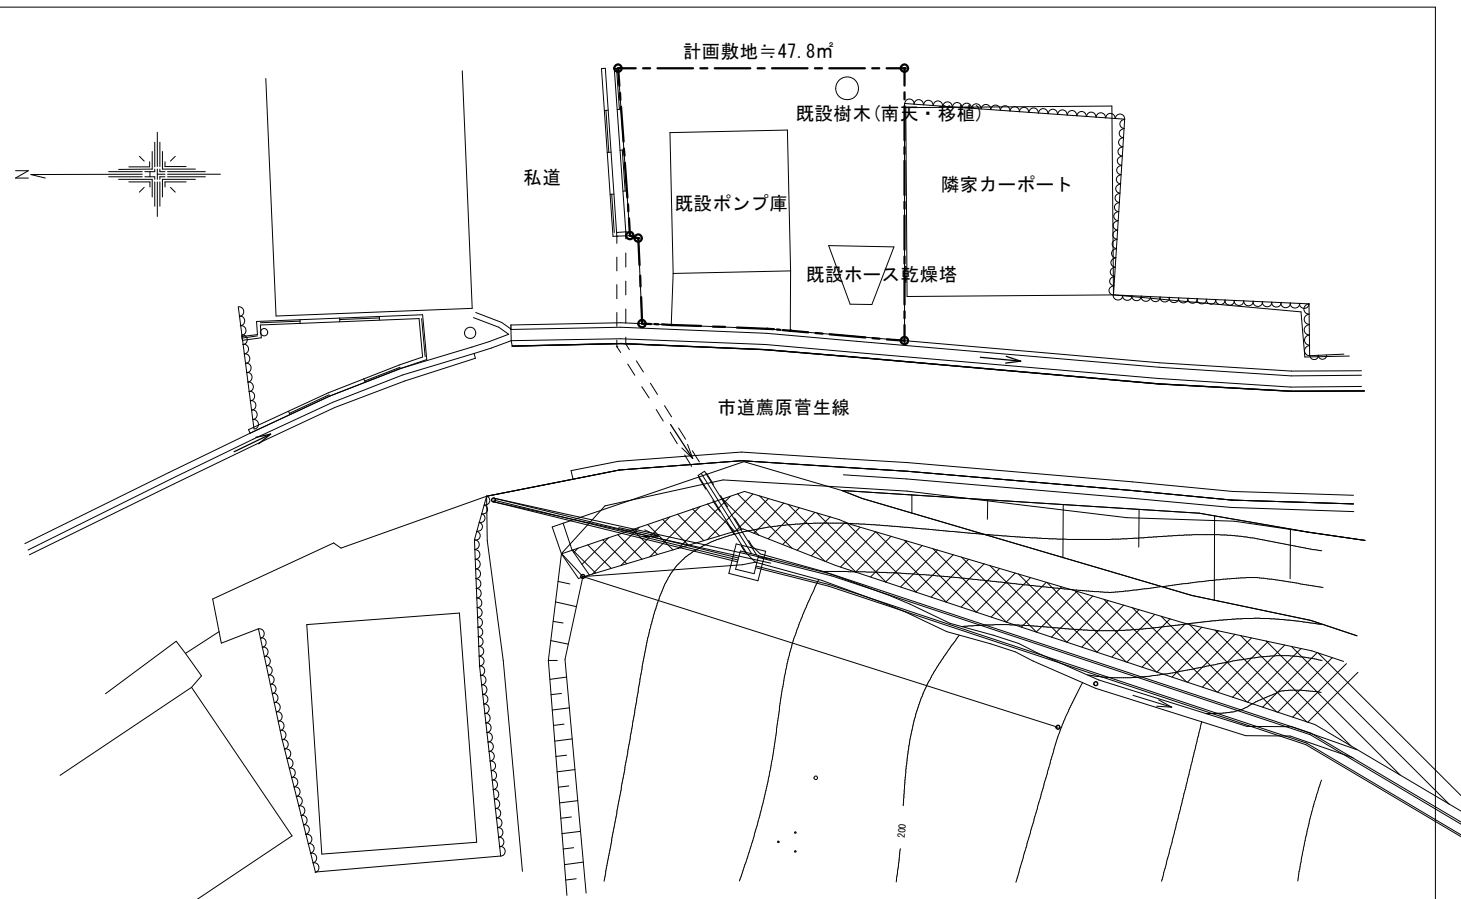 計画敷地≒47.8㎡
既設樹木(南天・移植)
N
私道
隣家カーポート
既設ポンプ庫
既設ホース乾燥塔
市道薦原菅生線
200